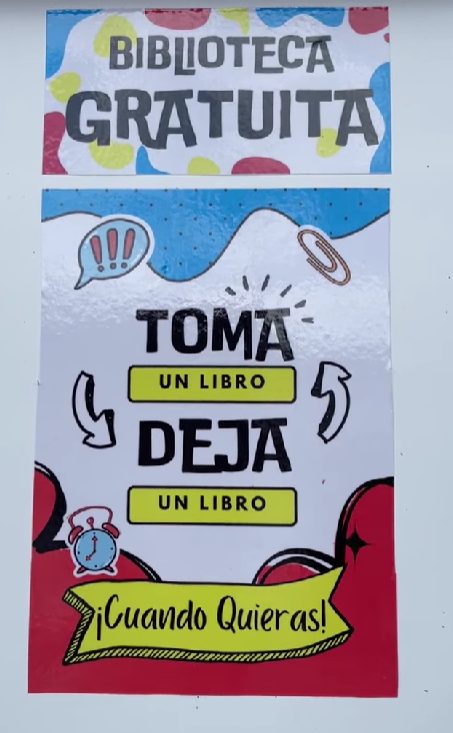 BIBLIOTECA
GRATUITA
!!!
TOMA
UN LIBRO
DEJA
UN LIBRO
¡Cuando Quieras!